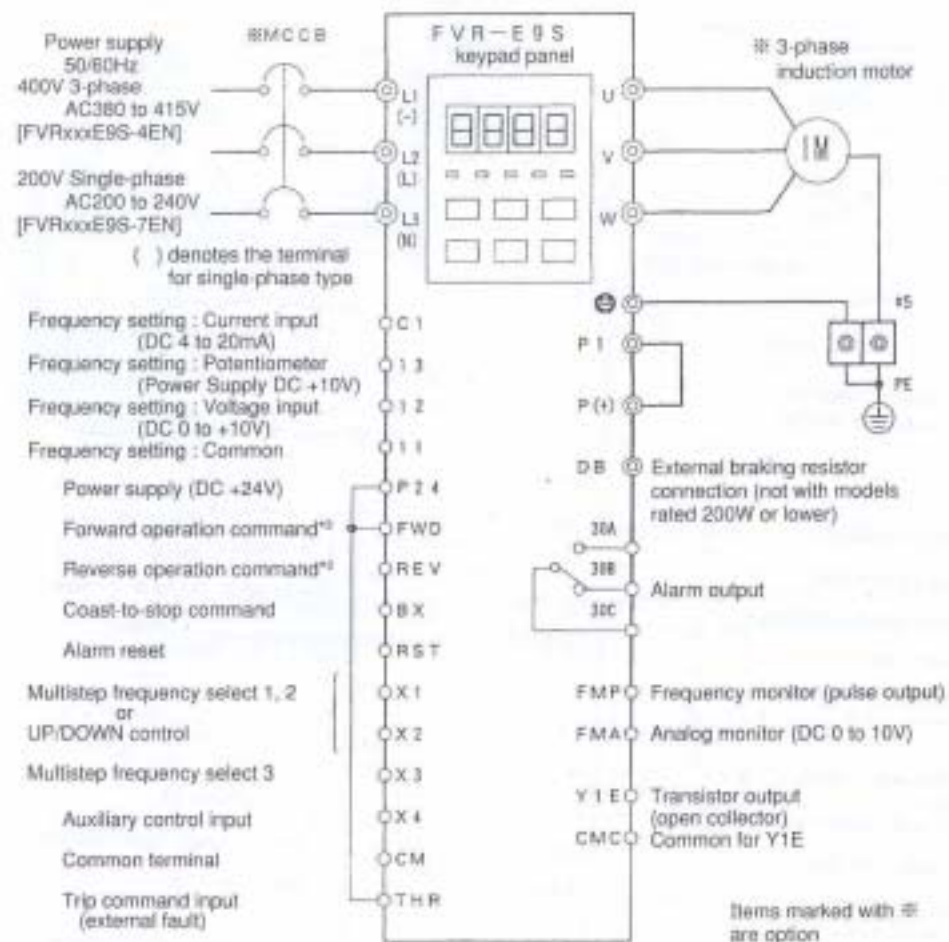 Power supply
50/60Hz
400V 3-phase
AC380 to 415V
[FVRxxxE9S-4EN]
200V Single-phase
AC200 to 240V
[FVRxxxE9S-7EN]
( ) denotes the terminal
for single-phase type
※MCCB
FVR-E9S
keypad panel
L1
(-)
L2
(L)
L3
(N)
U
V
W
※ 3-phase
induction motor
IM
PE
P1
P(+)
DB
External braking resistor
connection (not with models
rated 200W or lower)
Frequency setting : Current input
(DC 4 to 20mA)
C1
Frequency setting : Potentiometer
(Power Supply DC +10V)
13
Frequency setting : Voltage input
(DC 0 to +10V)
12
Frequency setting : Common
11
Power supply (DC +24V)
P24
Forward operation command
FWD
Reverse operation command
REV
Coast-to-stop command
BX
Alarm reset
RST
Multistep frequency select 1, 2
or
UP/DOWN control
X1
X2
Multistep frequency select 3
X3
Auxiliary control input
X4
Common terminal
CM
Trip command input
(external fault)
THR
30A
30B
30C
Alarm output
FMP
Frequency monitor (pulse output)
FMA
Analog monitor (DC 0 to 10V)
Y1E
Transistor output
(open collector)
CMC
Common for Y1E
Items marked with ※
are option